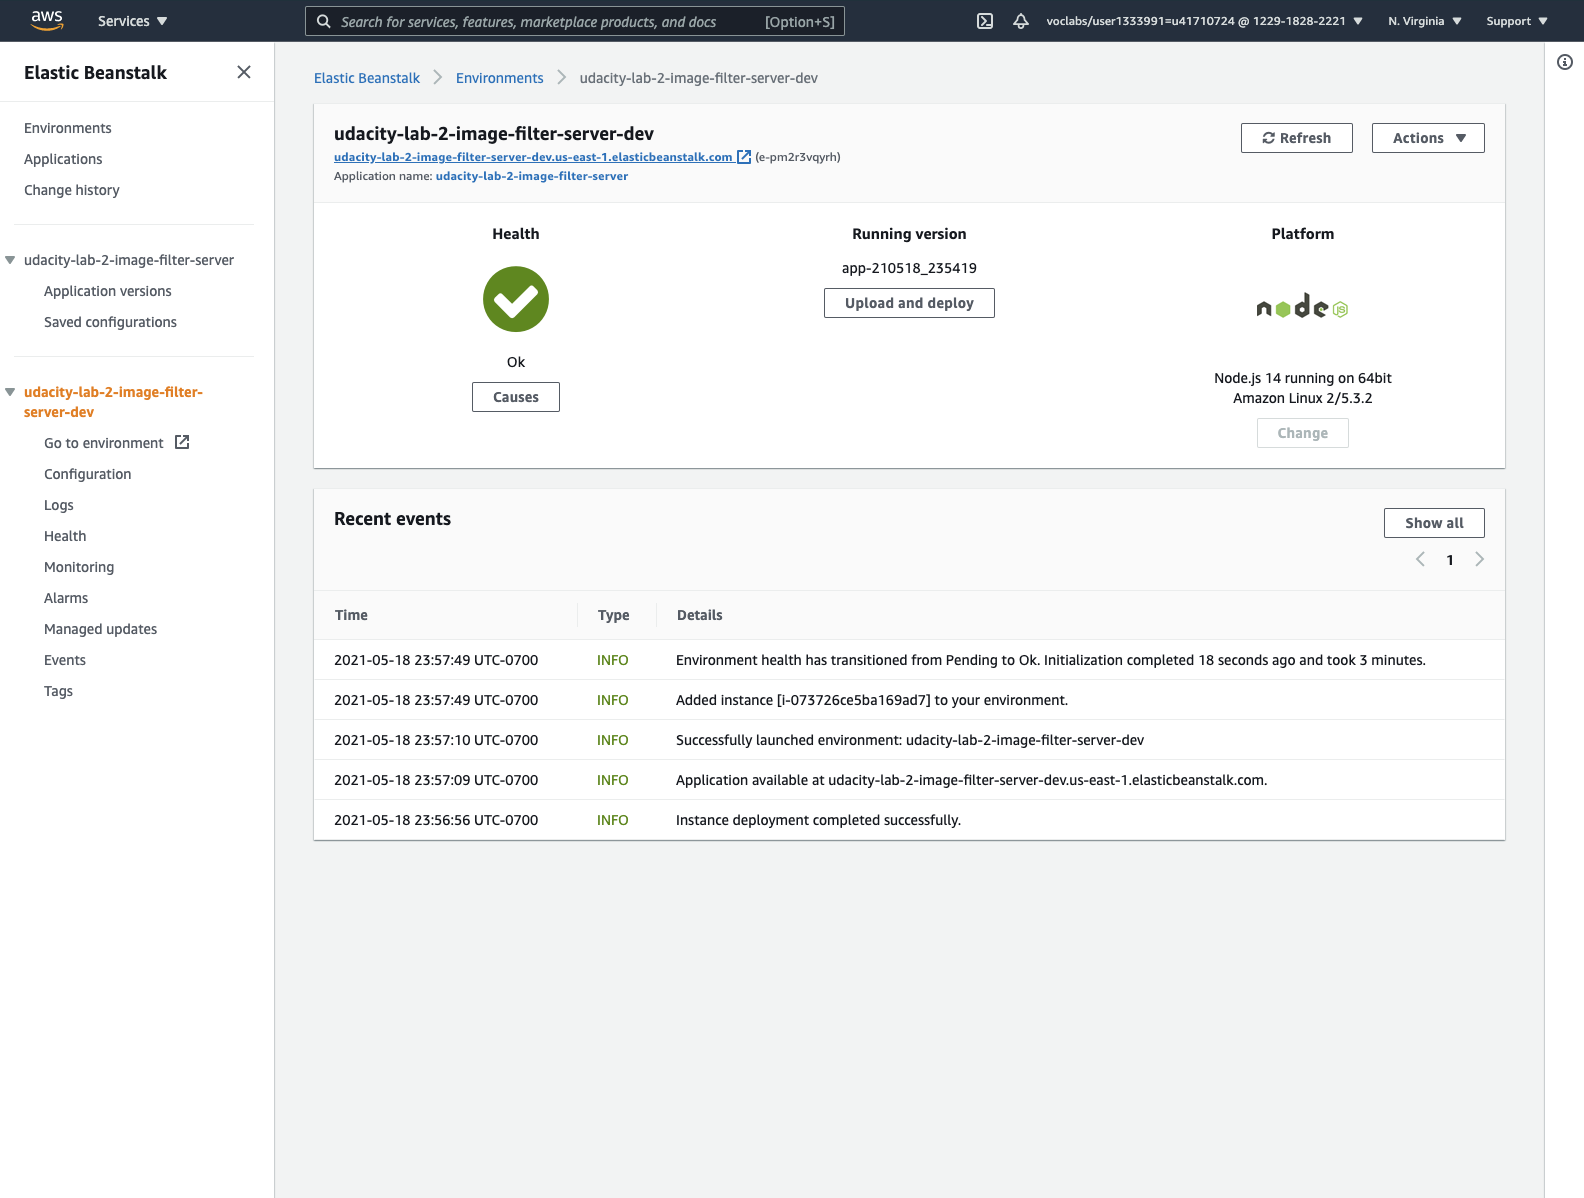 aws
Services
Search for services, features, marketplace products, and docs
[Option+S]
voclabs/user1333991=u41710724 @ 1229-1828-2221
N. Virginia
Support
Elastic Beanstalk
Environments
Applications
Change history
udacity-lab-2-image-filter-server
Application versions
Saved configurations
udacity-lab-2-image-filter-
server-dev
Go to environment
Configuration
Logs
Health
Monitoring
Alarms
Managed updates
Events
Tags
Elastic Beanstalk
Environments
udacity-lab-2-image-filter-server-dev
udacity-lab-2-image-filter-server-dev
udacity-lab-2-image-filter-server-dev.us-east-1.elasticbeanstalk.com (e-pm2r3vqyrh)
Application name: udacity-lab-2-image-filter-server
Refresh
Actions
Health
Ok
Causes
Running version
app-210518_235419
Upload and deploy
Platform
node JS
Node.js 14 running on 64bit
Amazon Linux 2/5.3.2
Change
Recent events
Show all
1
Time Type Details
2021-05-18 23:57:49 UTC-0700 INFO Environment health has transitioned from Pending to Ok. Initialization completed 18 seconds ago and took 3 minutes.
2021-05-18 23:57:49 UTC-0700 INFO Added instance [i-073726ce5ba169ad7] to your environment.
2021-05-18 23:57:10 UTC-0700 INFO Successfully launched environment: udacity-lab-2-image-filter-server-dev
2021-05-18 23:57:09 UTC-0700 INFO Application available at udacity-lab-2-image-filter-server-dev.us-east-1.elasticbeanstalk.com.
2021-05-18 23:56:56 UTC-0700 INFO Instance deployment completed successfully.